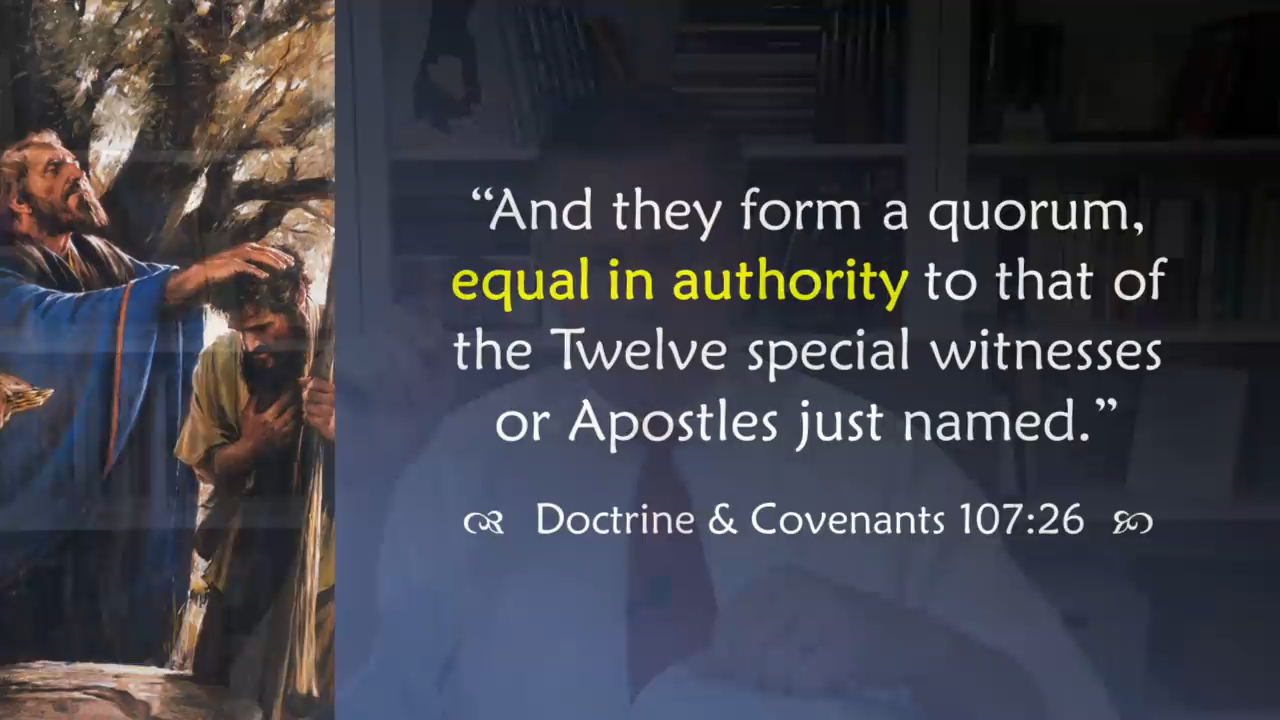 “And they form a quorum,
equal in authority to that of
the Twelve special witnesses
or Apostles just named.”
Doctrine & Covenants 107:26